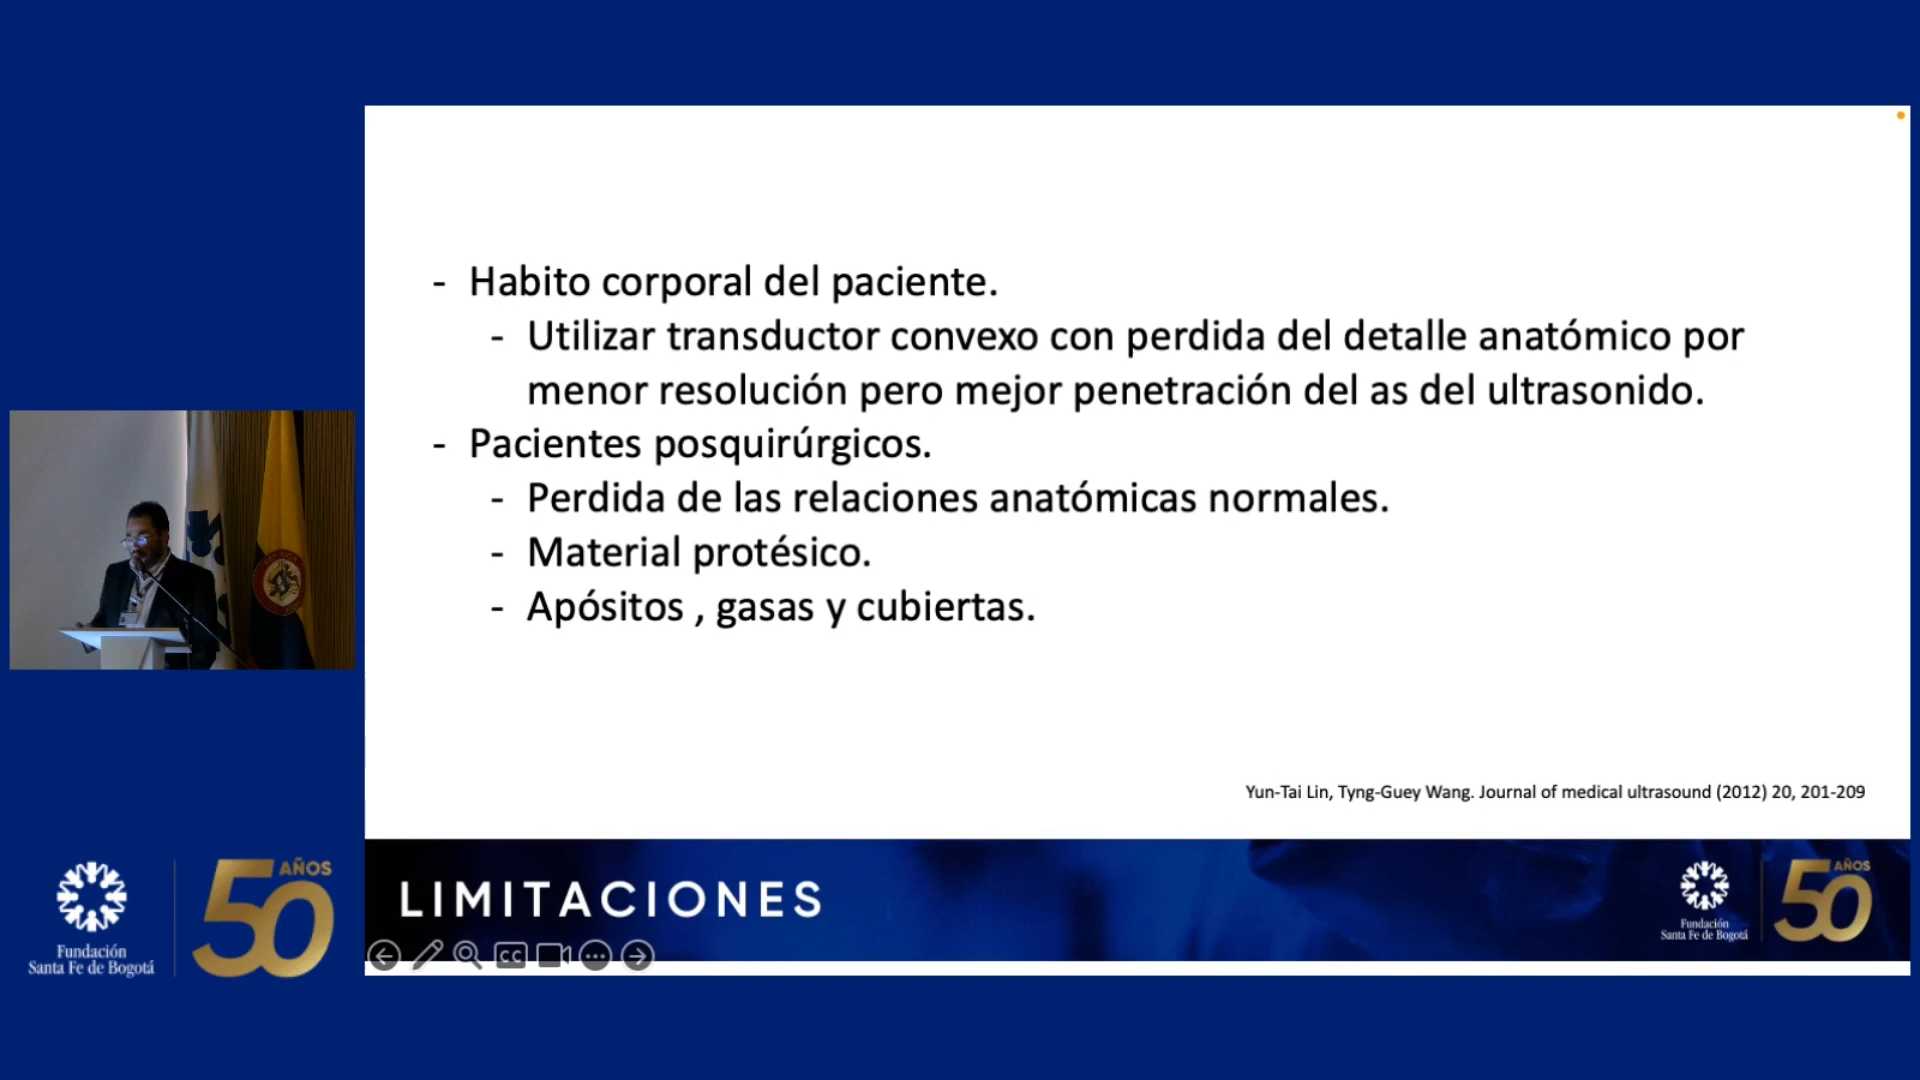 - Habito corporal del paciente.
- Utilizar transductor convexo con perdida del detalle anatómico por
menor resolución pero mejor penetración del as del ultrasonido.
- Pacientes posquirúrgicos.
- Perdida de las relaciones anatómicas normales.
- Material protésico.
- Apósitos , gasas y cubiertas.
Yun-Tai Lin, Tyng-Guey Wang. Journal of medical ultrasound (2012) 20, 201-209
LIMITACIONES
CC
Fundación
Santa Fe de Bogotá
50 AÑOS
Fundación
Santa Fe de Bogotá
50 AÑOS